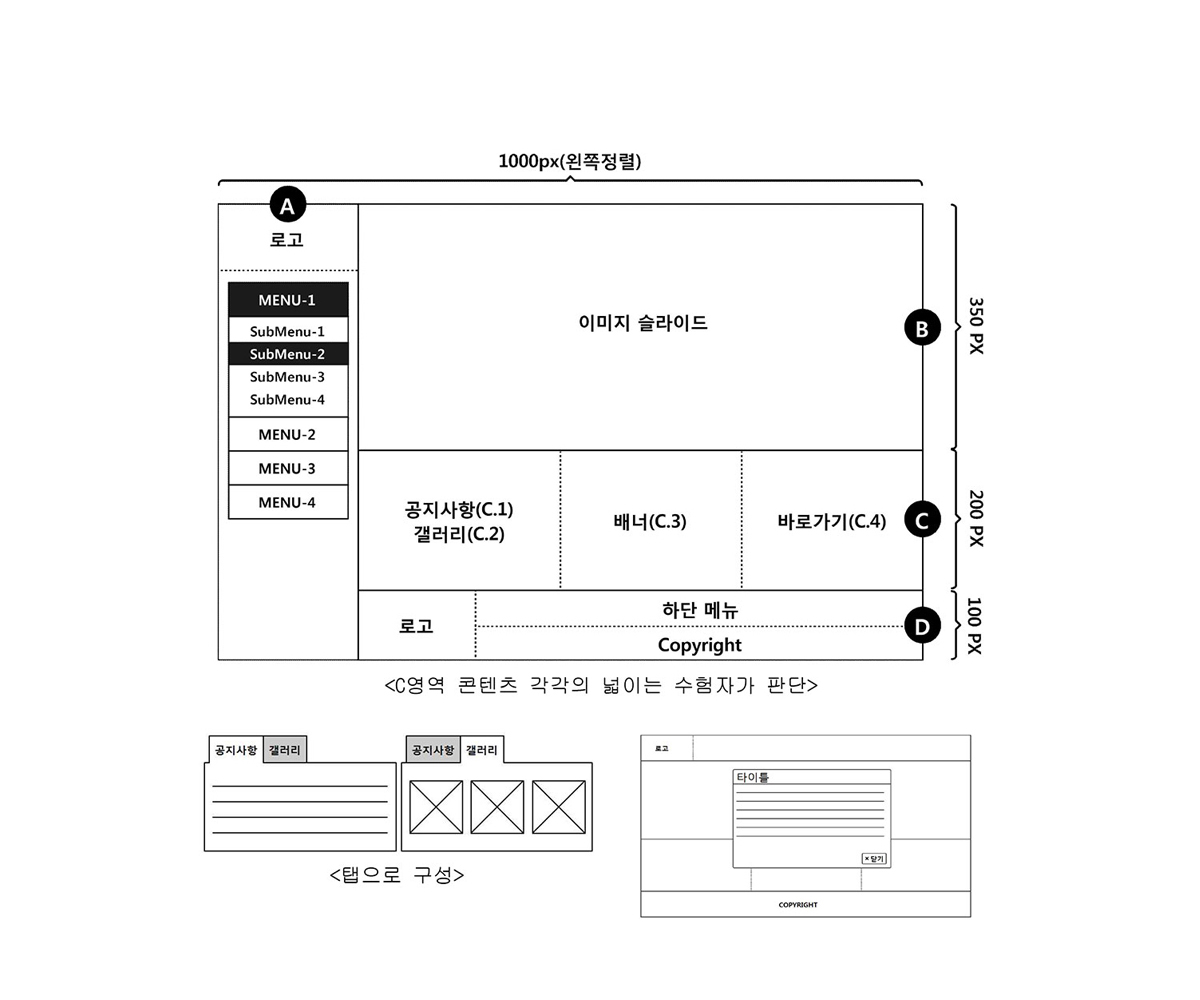 1000px(왼쪽정렬)
A
로고
MENU-1
SubMenu-1
SubMenu-2
SubMenu-3
SubMenu-4
MENU-2
MENU-3
MENU-4
이미지 슬라이드
B
350 PX
공지사항(C.1)
갤러리(C.2)
배너(C.3)
바로가기(C.4)
C
200 PX
로고
하단 메뉴
Copyright
D
100 PX
<C영역 콘텐츠 각각의 넓이는 수험자가 판단>
공지사항 갤러리
공지사항 갤러리
<탭으로 구성>
로고
타이틀
× 닫기
COPYRIGHT